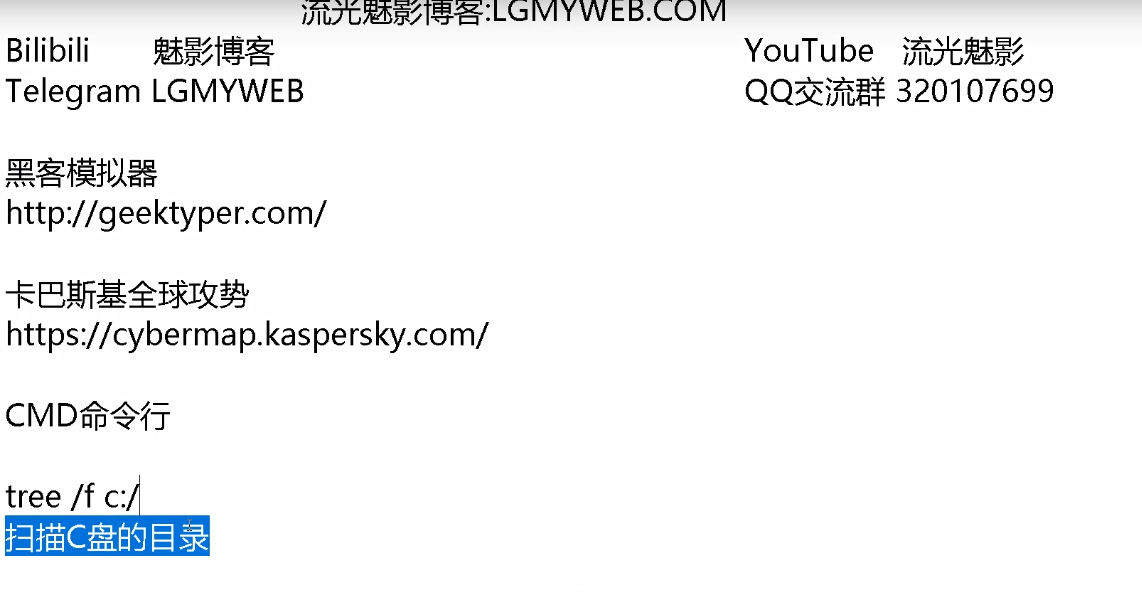 流光魅影博客:LGMYWEB.COM
Bilibili 魅影博客 YouTube 流光魅影
Telegram LGMYWEB QQ交流群 320107699
黑客模拟器
http://geektyper.com/
卡巴斯基全球攻势
https://cybermap.kaspersky.com/
CMD命令行
tree /f c:/
扫描C盘的目录